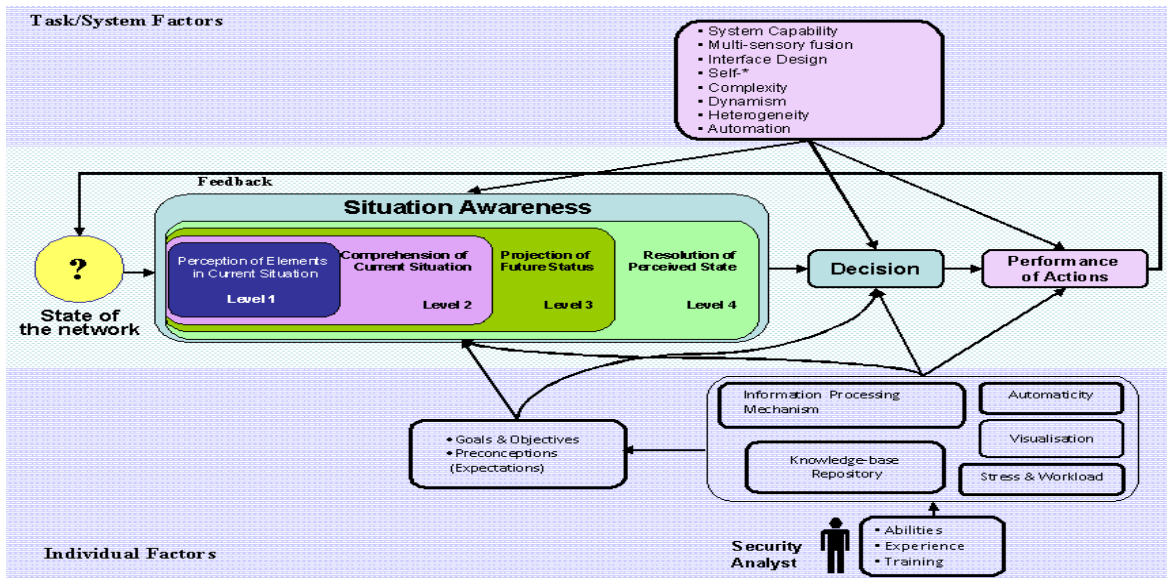 Task/System Factors
• System Capability
• Multi-sensory fusion
• Interface Design
• Self-*
• Complexity
• Dynamism
• Heterogeneity
• Automation
Feedback
Situation Awareness
?
State of
the network
Perception of Elements
in Current Situation
Level 1
Comprehension of
Current Situation
Level 2
Projection of
Future Status
Level 3
Resolution of
Perceived State
Level 4
Decision
Performance
of Actions
• Goals & Objectives
• Preconceptions
(Expectations)
Information Processing
Mechanism
Automaticity
Visualisation
Knowledge-base
Repository
Stress & Workload
Security
Analyst
• Abilities
• Experience
• Training
Individual Factors